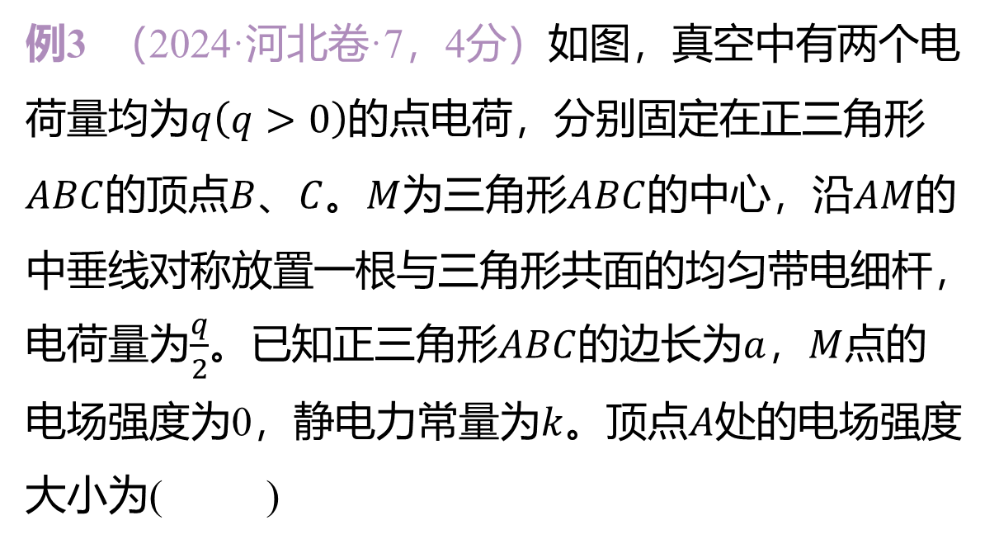 例3 （2024·河北卷·7，4分）如图，真空中有两个电
荷量均为q(q > 0)的点电荷，分别固定在正三角形
ABC的顶点B、C。M为三角形ABC的中心，沿AM的
中垂线对称放置一根与三角形共面的均匀带电细杆，
电荷量为q/2。已知正三角形ABC的边长为a，M点的
电场强度为0，静电力常量为k。顶点A处的电场强度
大小为( )